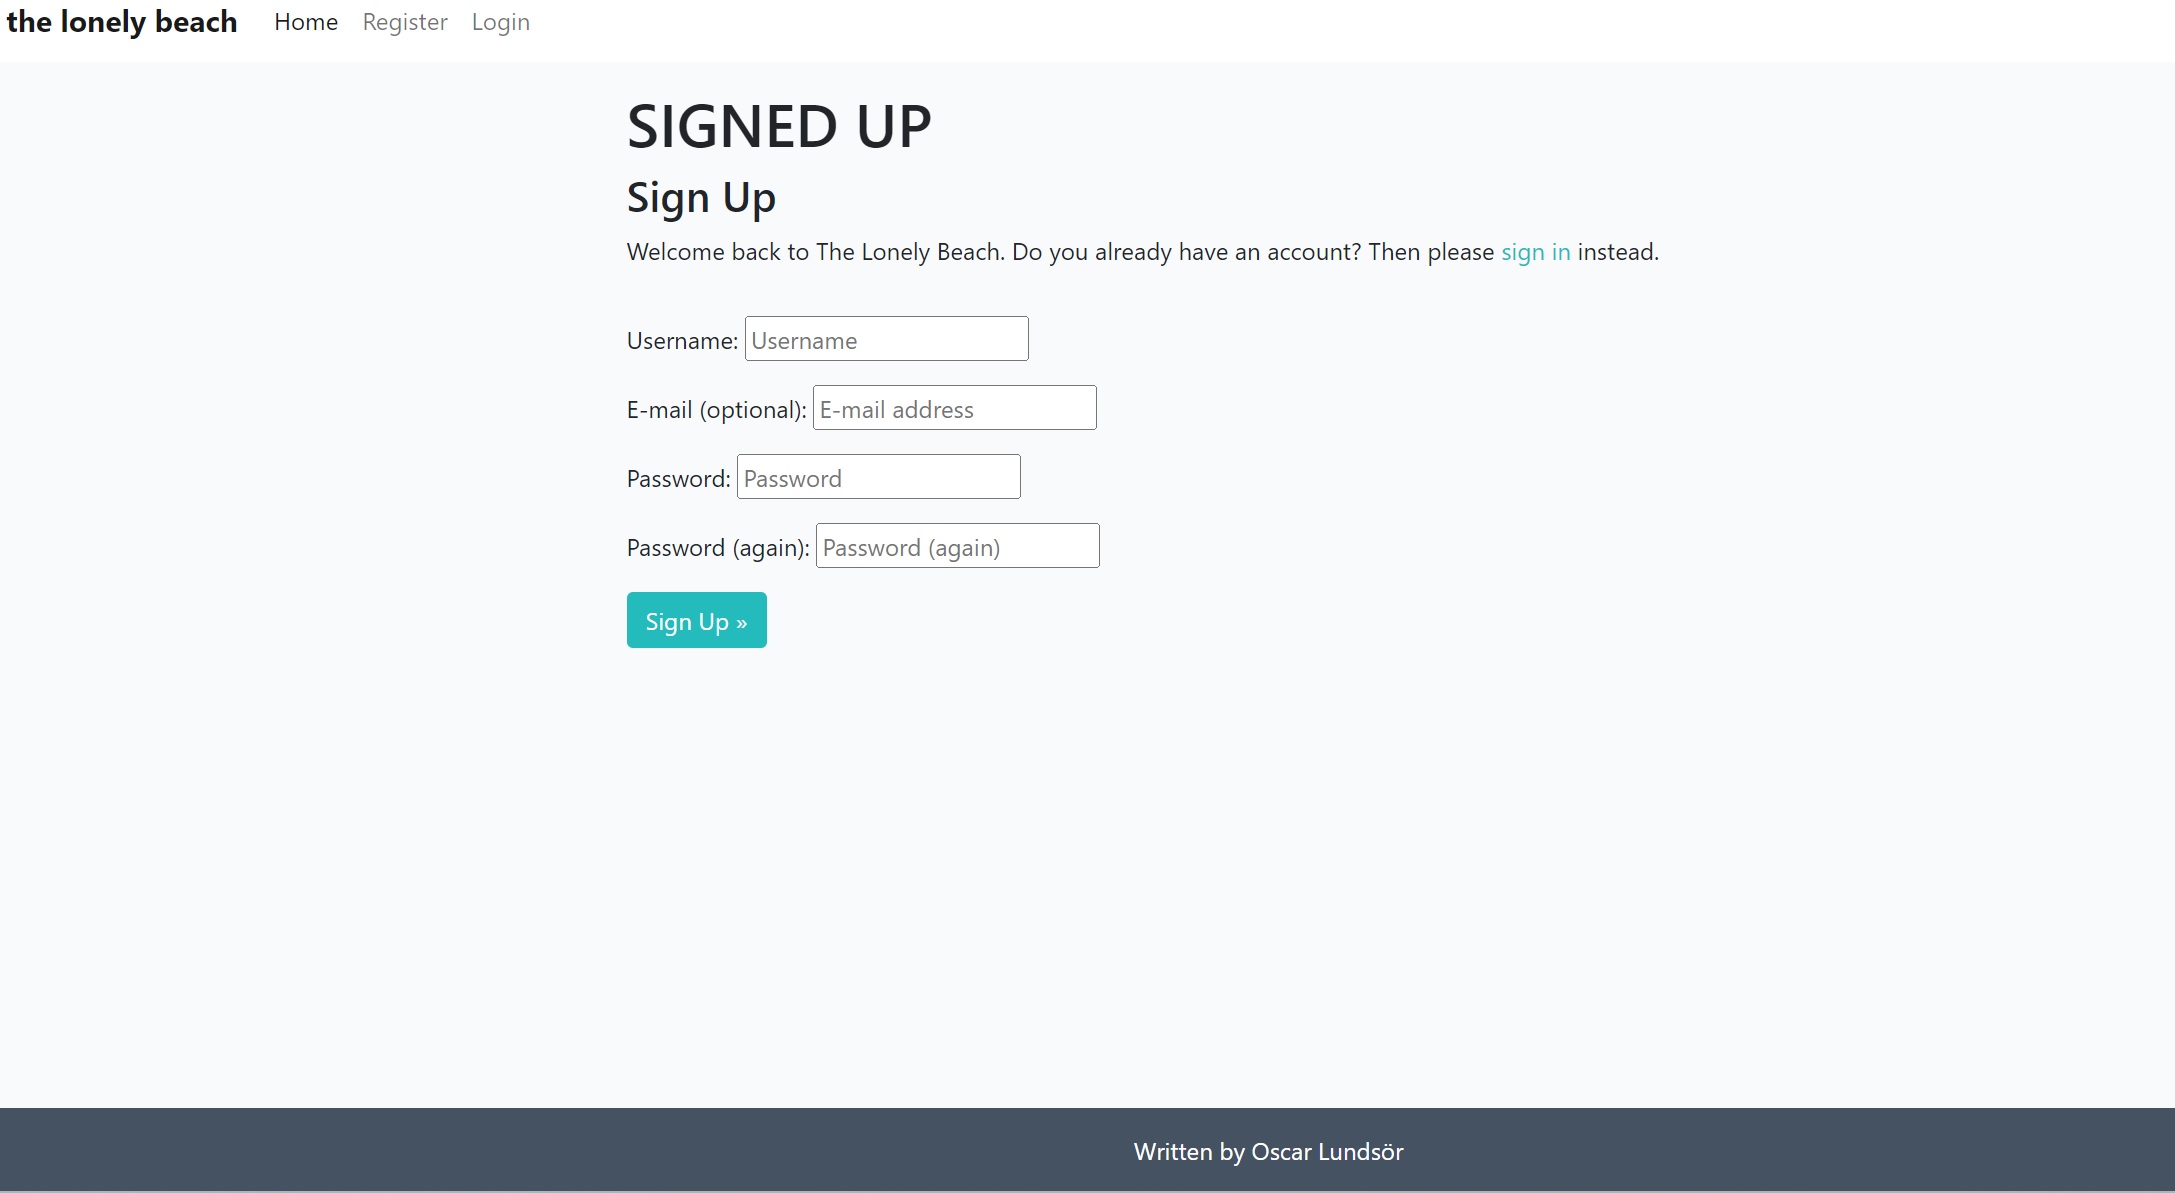 the lonely beach Home Register Login
SIGNED UP
Sign Up
Welcome back to The Lonely Beach. Do you already have an account? Then please sign in instead.
Username: Username
E-mail (optional): E-mail address
Password: Password
Password (again): Password (again)
Sign Up »
Written by Oscar Lundsör